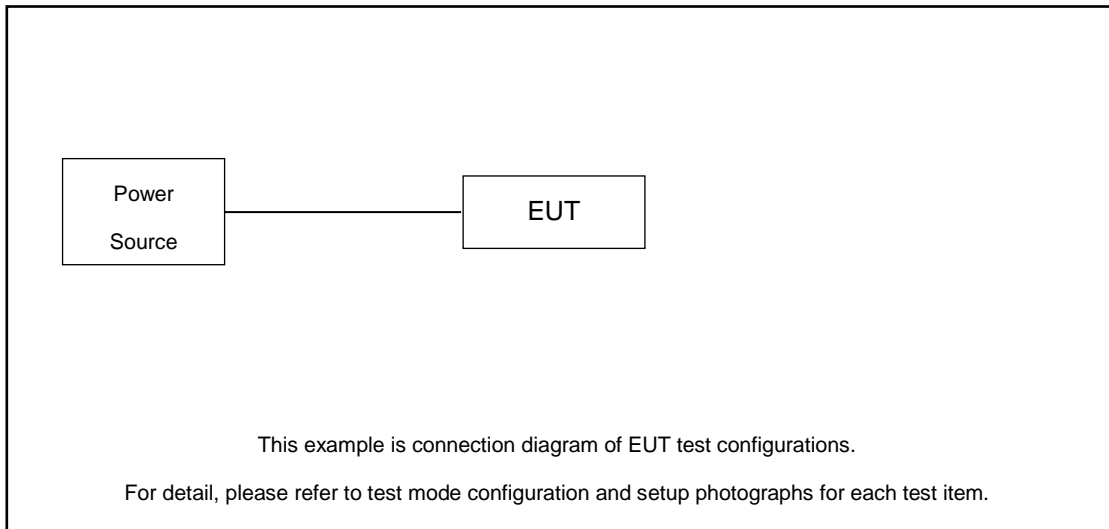 Power
Source
EUT
This example is connection diagram of EUT test configurations.
For detail, please refer to test mode configuration and setup photographs for each test item.